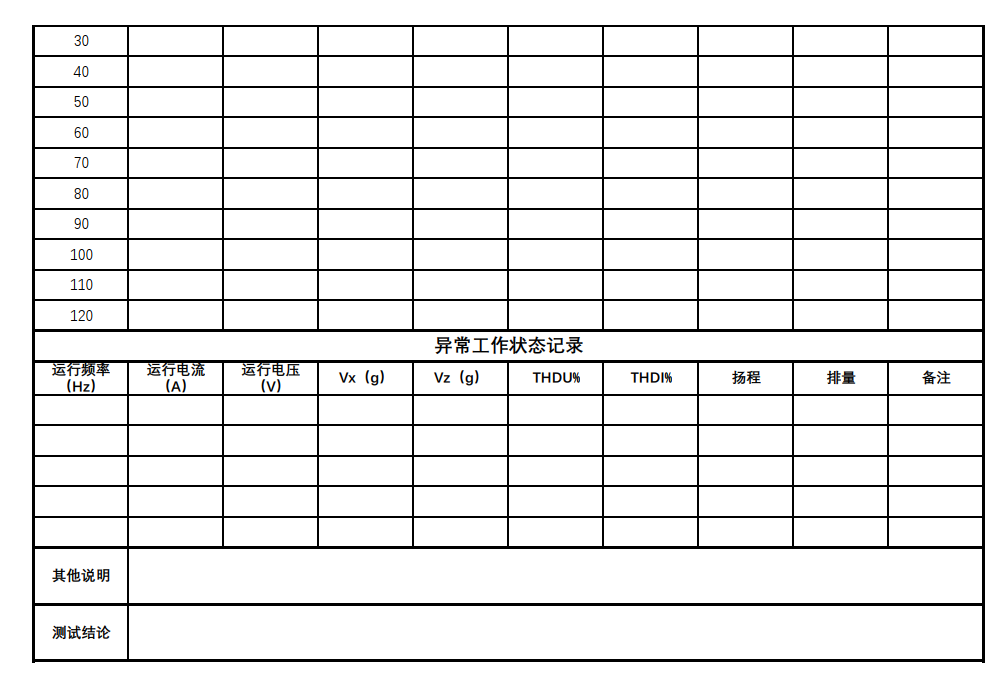 30
40
50
60
70
80
90
100
110
120
异常工作状态记录
运行频率
（Hz）
运行电流
（A）
运行电压
（V）
Vx（g）
Vz（g）
THDU%
THDI%
扬程
排量
备注
其他说明
测试结论